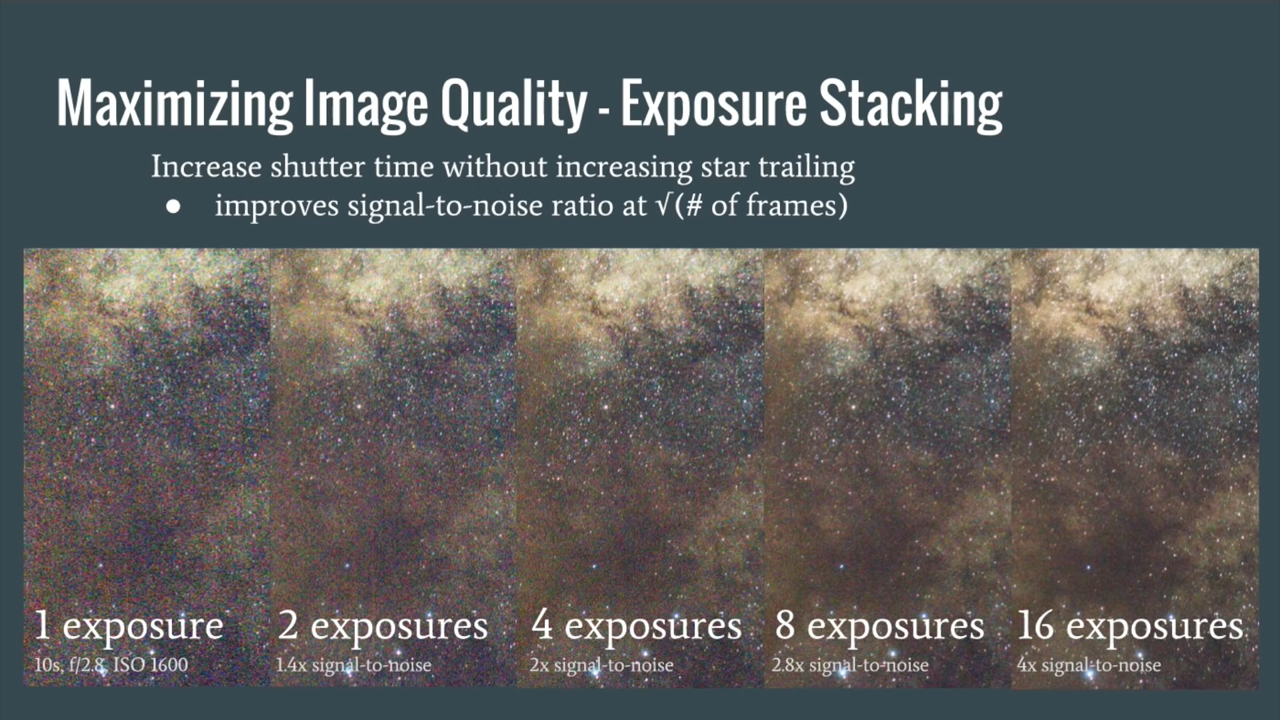 Maximizing Image Quality - Exposure Stacking
Increase shutter time without increasing star trailing
● improves signal-to-noise ratio at √(# of frames)
1 exposure
10s, f/2.8, ISO 1600
2 exposures
1.4x signal-to-noise
4 exposures
2x signal-to-noise
8 exposures
2.8x signal-to-noise
16 exposures
4x signal-to-noise